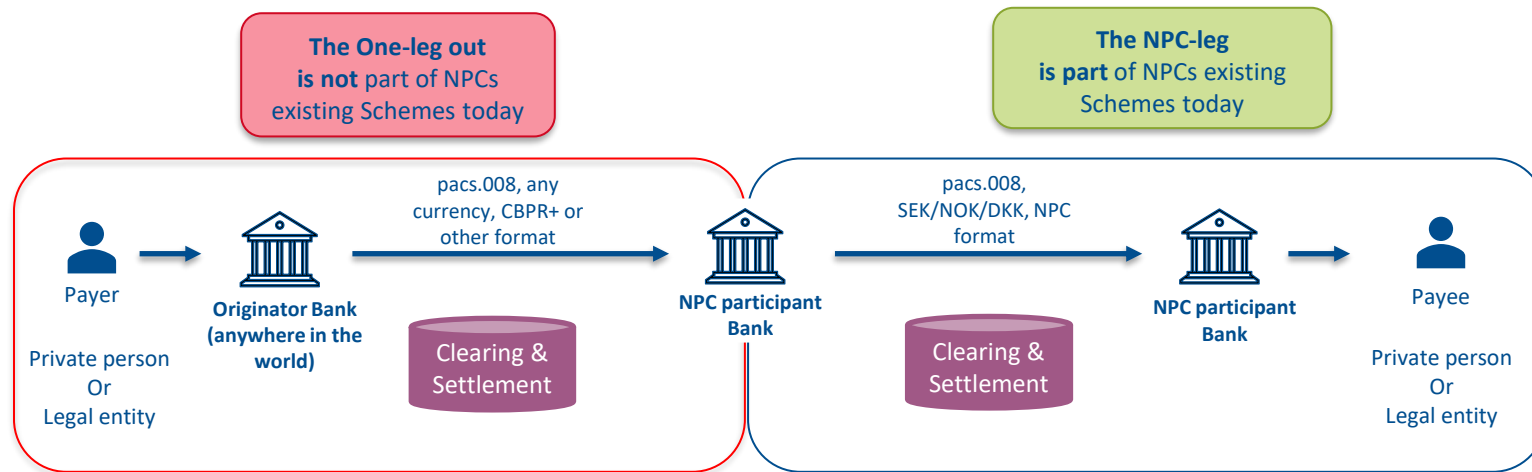 The One-leg out
is not part of NPCs
existing Schemes today
The NPC-leg
is part of NPCs existing
Schemes today
pacs.008, any
currency, CBPR+ or
other format
pacs.008,
SEK/NOK/DKK, NPC
format
Payer
Originator Bank
(anywhere in the
world)
NPC participant
Bank
NPC participant
Bank
Payee
Clearing &
Settlement
Clearing &
Settlement
Private person
Or
Legal entity
Private person
Or
Legal entity